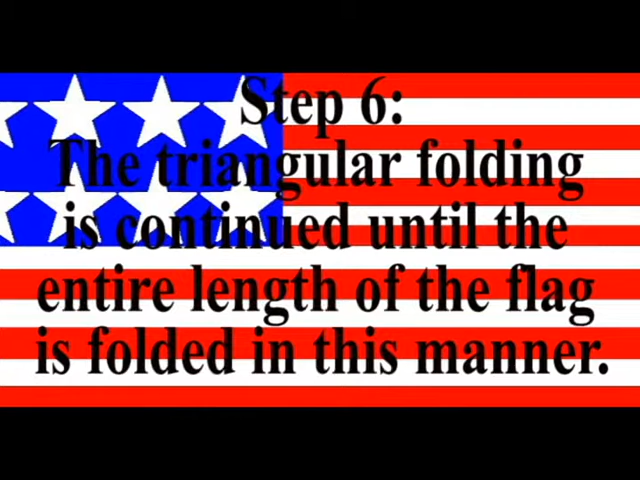 Step 6:
The triangular folding
is continued until the
entire length of the flag
is folded in this manner.